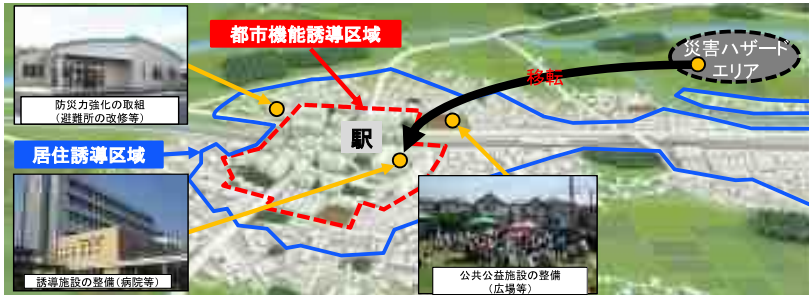 都市機能誘導区域
災害ハザード
エリア
移転
防災力強化の取組
（避難所の改修等）
駅
居住誘導区域
誘導施設の整備（病院等）
公共公益施設の整備
（広場等）